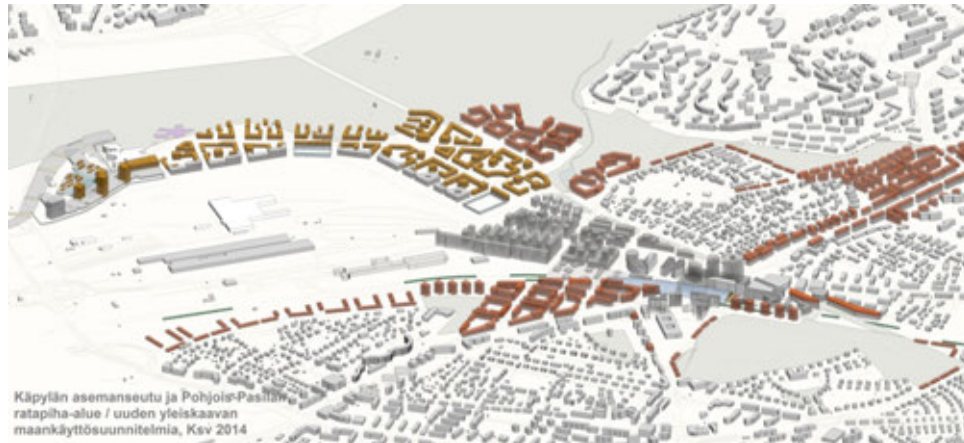 Käpylän asemanseutu ja Pohjois-Pasilan
ratapiha-alue / uuden yleiskaavan
maankäyttösuunnitelmia, Ksv 2014